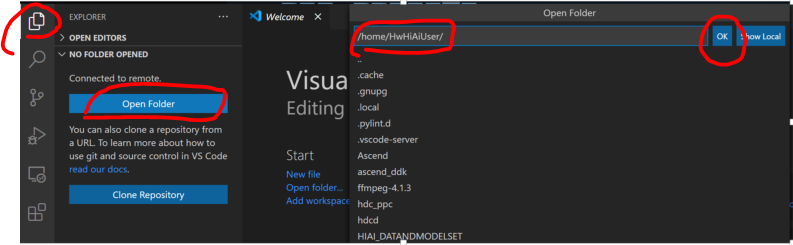 EXPLORER
OPEN EDITORS
NO FOLDER OPENED
Connected to remote.
Open Folder
You can also clone a repository from
a URL. To learn more about how to
use git and source control in VS Code
read our docs.
Clone Repository
Welcome
Visua
Editing
Start
New file
Open folder...
Add workspace
Open Folder
/home/HwHiAiUser/
OK
Show Local
..
.cache
.gnupg
.local
.pylint.d
.vscode-server
Ascend
ascend_ddk
ffmpeg-4.1.3
hdc_ppc
hdcd
HIAI_DATANDMODELSET